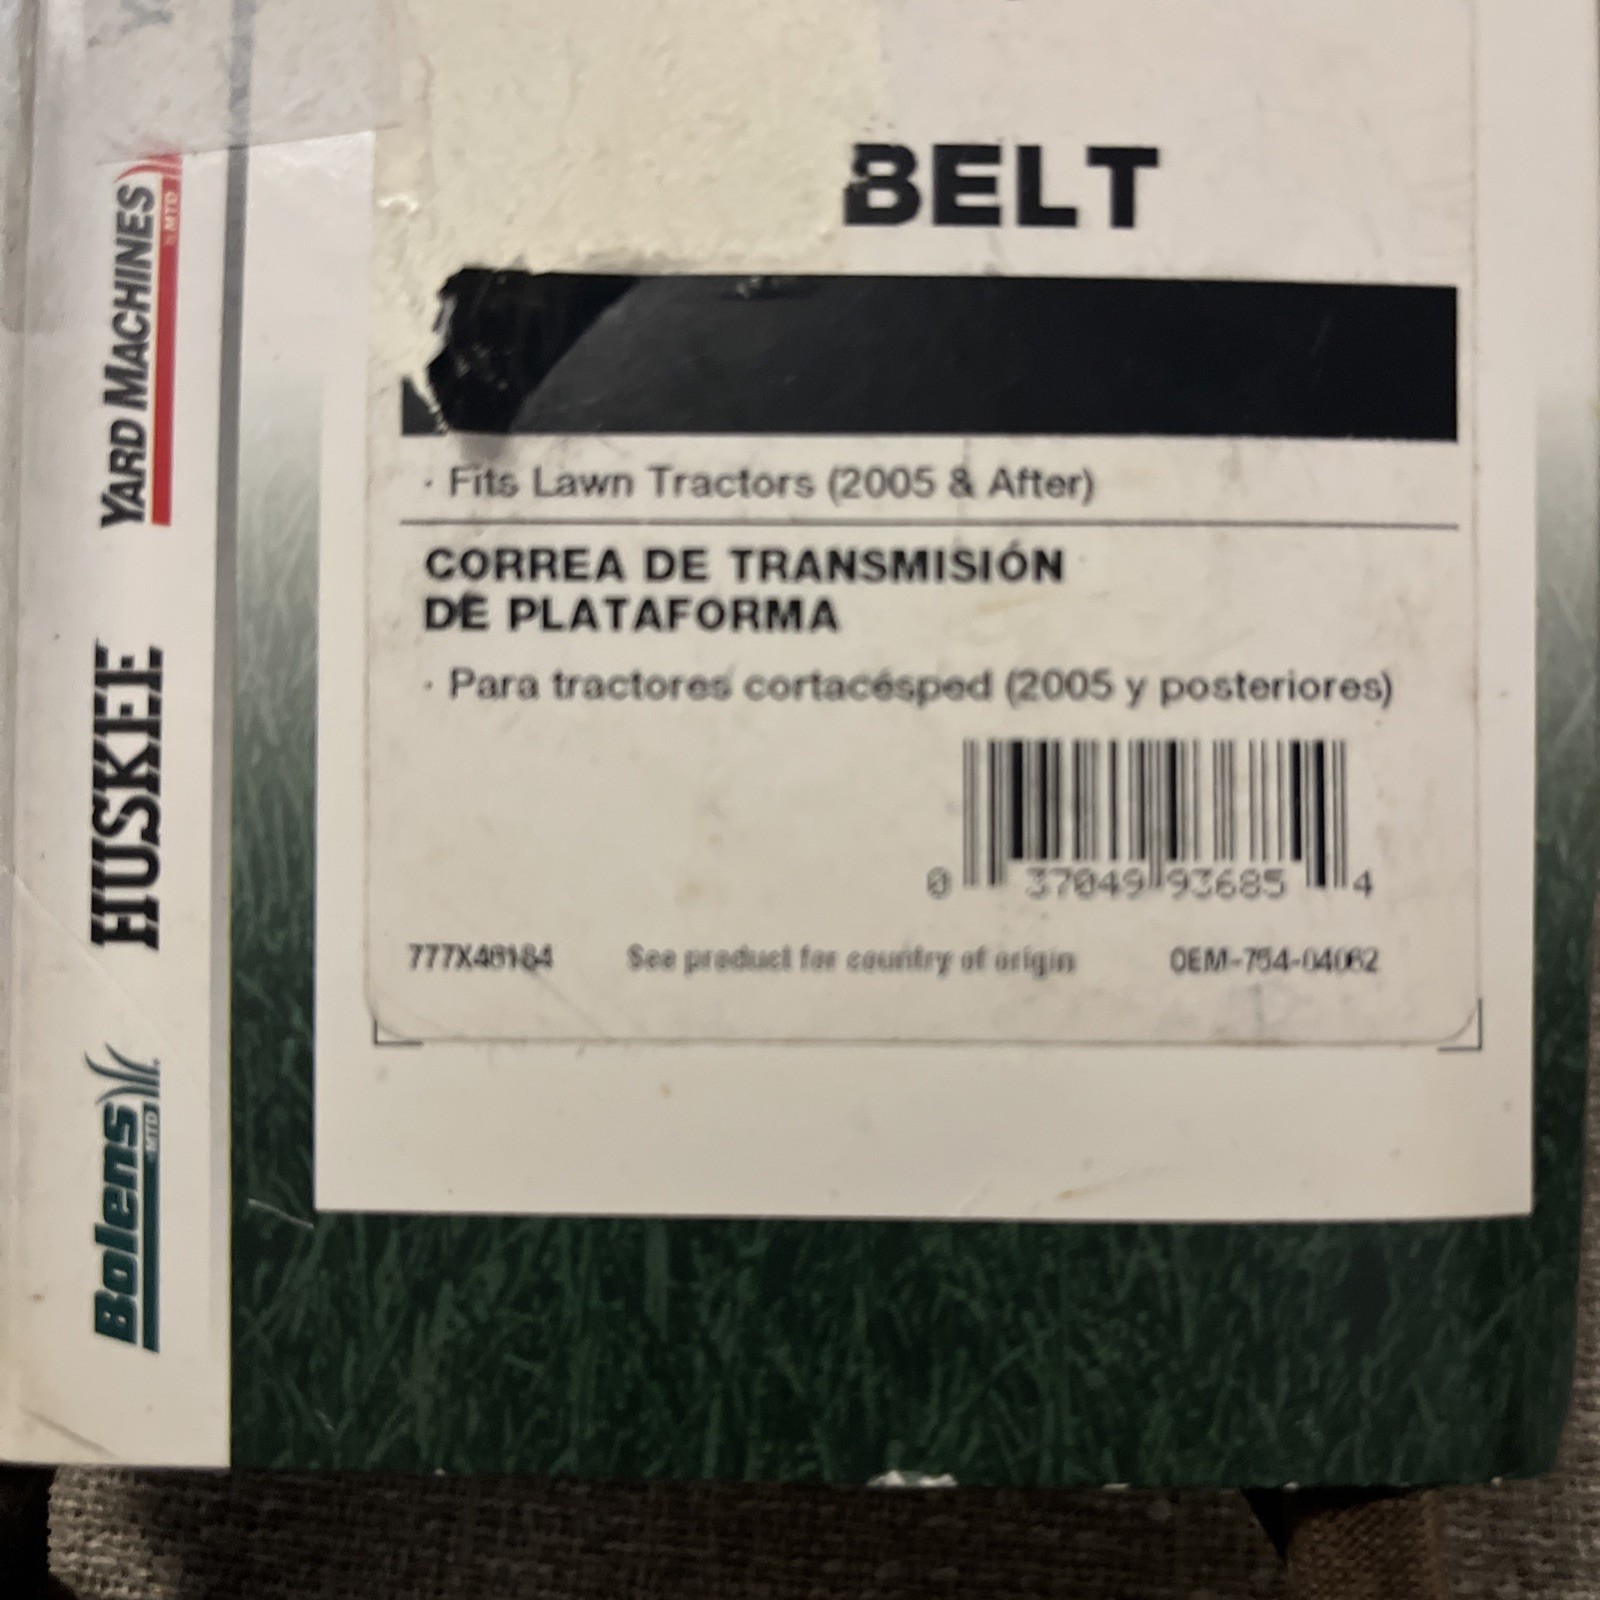 BELT
· Fits Lawn Tractors (2005 & After)
CORREA DE TRANSMISIÓN
DE PLATAFORMA
· Para tractores cortacésped (2005 y posteriores)
0 37049 93685 4
777X46184 See product for country of origin OEM-754-04062
YARD MACHINES
MTD
HUSKEE
Bolens
MTD